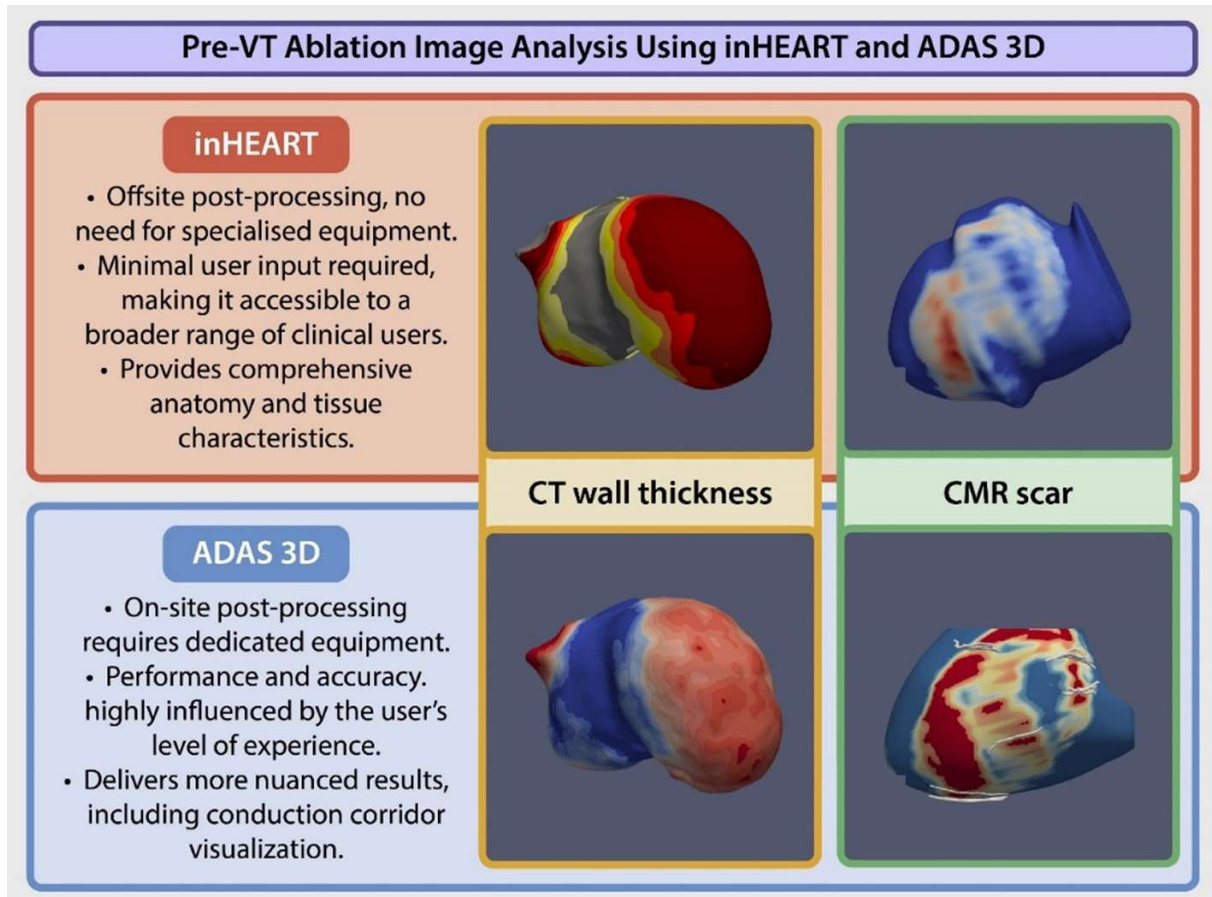 Pre-VT Ablation Image Analysis Using inHEART and ADAS 3D
inHEART
• Offsite post-processing, no
need for specialised equipment.
• Minimal user input required,
making it accessible to a
broader range of clinical users.
• Provides comprehensive
anatomy and tissue
characteristics.
CT wall thickness
CMR scar
ADAS 3D
• On-site post-processing
requires dedicated equipment.
• Performance and accuracy.
highly influenced by the user’s
level of experience.
• Delivers more nuanced results,
including conduction corridor
visualization.